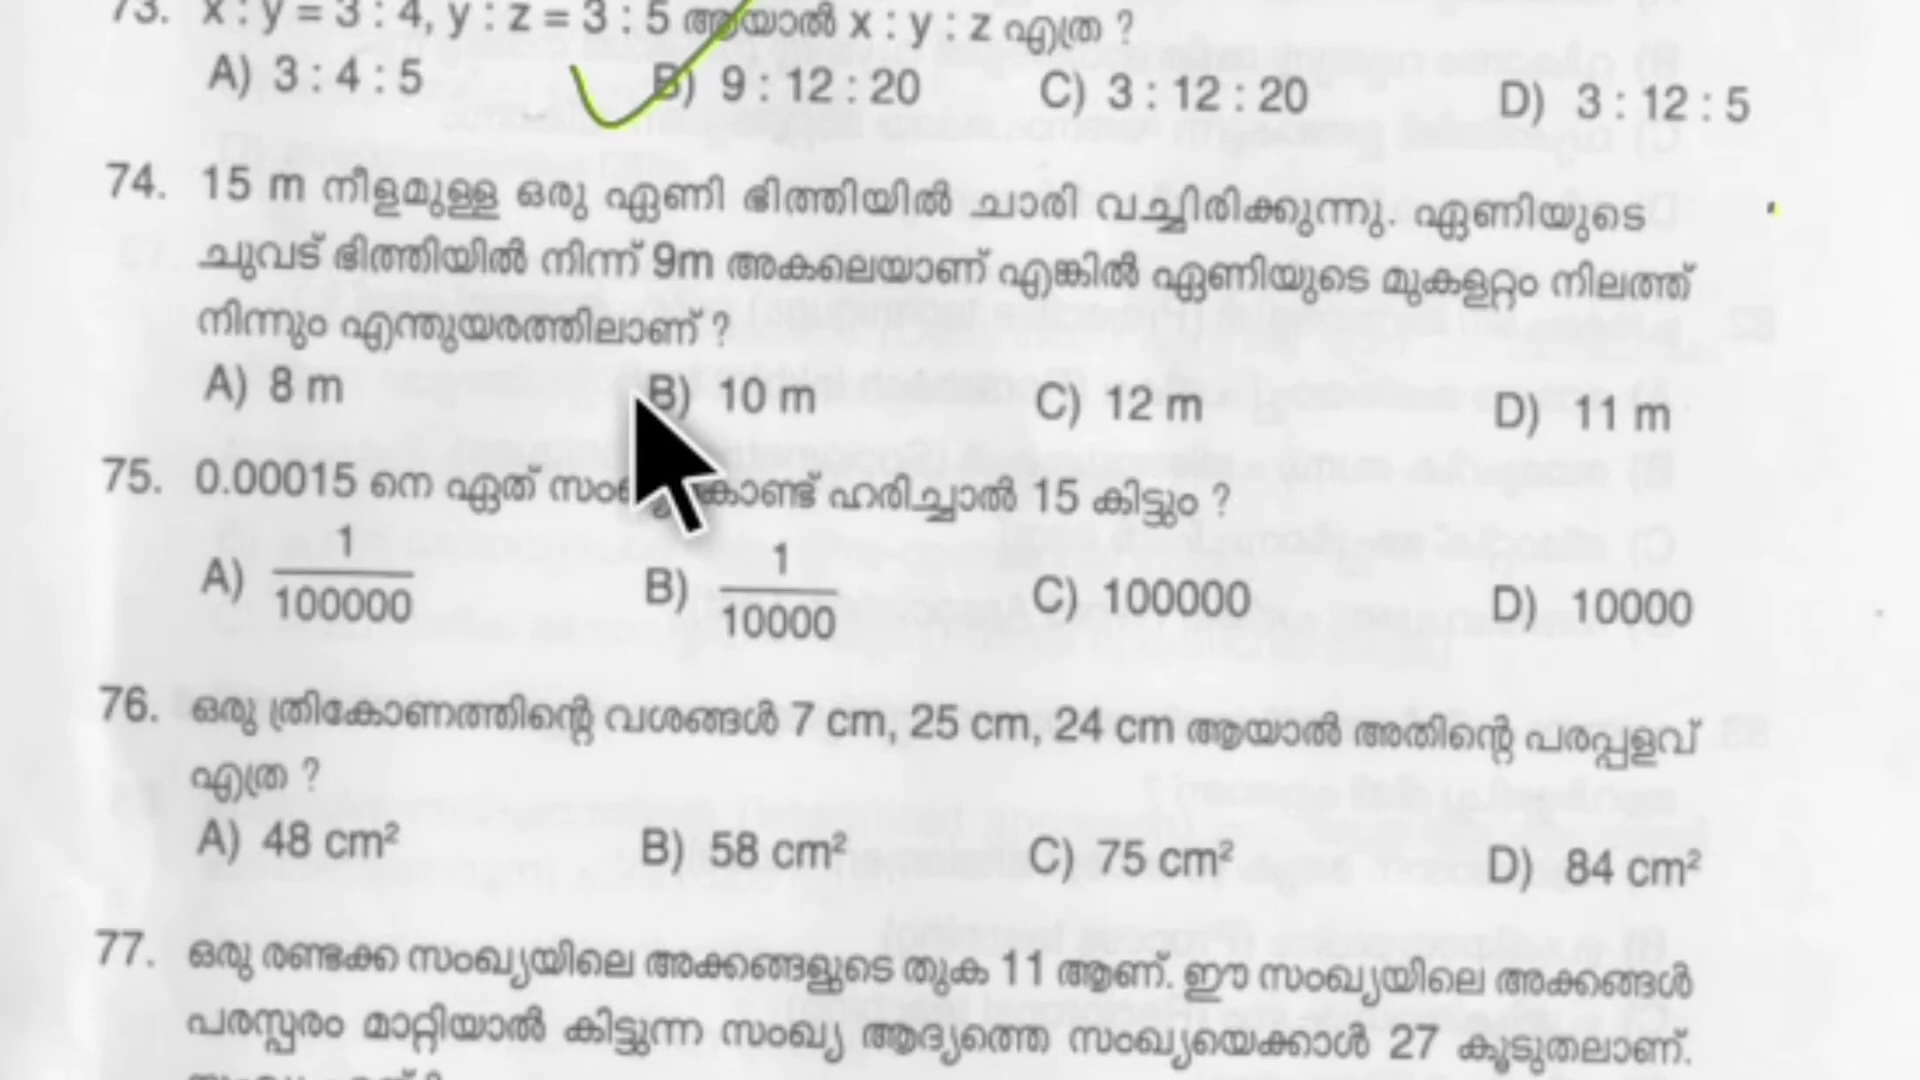 73. x : y = 3 : 4, y : z = 3 : 5 ആയാൽ x : y : z എത്ര ?
A) 3 : 4 : 5 B) 9 : 12 : 20 C) 3 : 12 : 20 D) 3 : 12 : 5
74. 15 m നീളമുള്ള ഒരു ഏണി ഭിത്തിയിൽ ചാരി വച്ചിരിക്കുന്നു. ഏണിയുടെ
ചുവട് ഭിത്തിയിൽ നിന്ന് 9m അകലെയാണ് എങ്കിൽ ഏണിയുടെ മുകളറ്റം നിലത്ത്
നിന്നും എന്തുയരത്തിലാണ് ?
A) 8 m B) 10 m C) 12 m D) 11 m
75. 0.00015 നെ ഏത് കൊണ്ട് ഹരിച്ചാൽ 15 കിട്ടും ?
A) 1/100000 B) 1/10000 C) 100000 D) 10000
76. ഒരു ത്രികോണത്തിന്റെ വശങ്ങൾ 7 cm, 25 cm, 24 cm ആയാൽ അതിന്റെ പരപ്പളവ്
എത്ര ?
A) 48 cm² B) 58 cm² C) 75 cm² D) 84 cm²
77. ഒരു രണ്ടക്ക സംഖ്യയിലെ അക്കങ്ങളുടെ തുക 11 ആണ്. ഈ സംഖ്യയിലെ അക്കങ്ങൾ
പരസ്പരം മാറ്റിയാൽ കിട്ടുന്ന സംഖ്യ ആദ്യത്തെ സംഖ്യയെക്കാൾ 27 കൂടുതലാണ്.